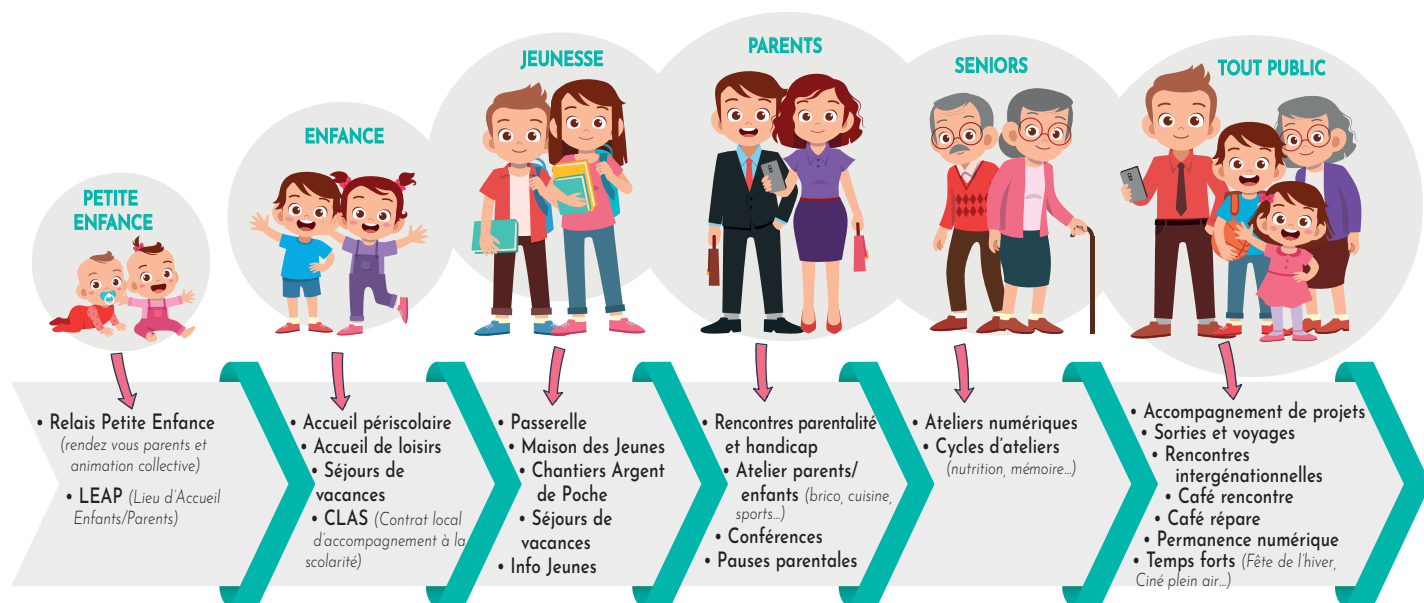 PETITE
ENFANCE
• Relais Petite Enfance
(rendez vous parents et
animation collective)
• LEAP (Lieu d'Accueil
Enfants/Parents)
ENFANCE
• Accueil périscolaire
• Accueil de loisirs
• Séjours de
vacances
• CLAS (Contrat local
d'accompagnement à la
scolarité)
JEUNESSE
• Passerelle
• Maison des Jeunes
• Chantiers Argent
de Poche
• Séjours de
vacances
• Info Jeunes
PARENTS
• Rencontres parentalité
et handicap
• Atelier parents/
enfants (brico, cuisine,
sports...)
• Conférences
• Pauses parentales
SENIORS
• Ateliers numériques
• Cycles d'ateliers
(nutrition, mémoire...)
TOUT PUBLIC
• Accompagnement de projets
• Sorties et voyages
• Rencontres
intergénationnelles
• Café rencontre
• Café répare
• Permanence numérique
• Temps forts (Fête de l'hiver,
Ciné plein air...)